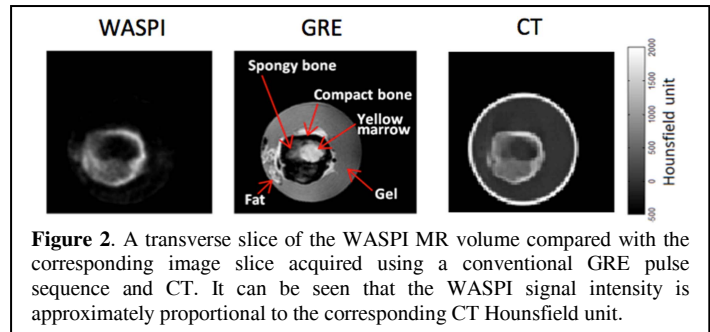 WASPI
GRE
CT
Spongy bone
Compact bone
Yellow
marrow
Gel
Fat
2000
1500
1000
500
0
-500
Hounsfield unit
Figure 2. A transverse slice of the WASPI MR volume compared with the
corresponding image slice acquired using a conventional GRE pulse
sequence and CT. It can be seen that the WASPI signal intensity is
approximately proportional to the corresponding CT Hounsfield unit.